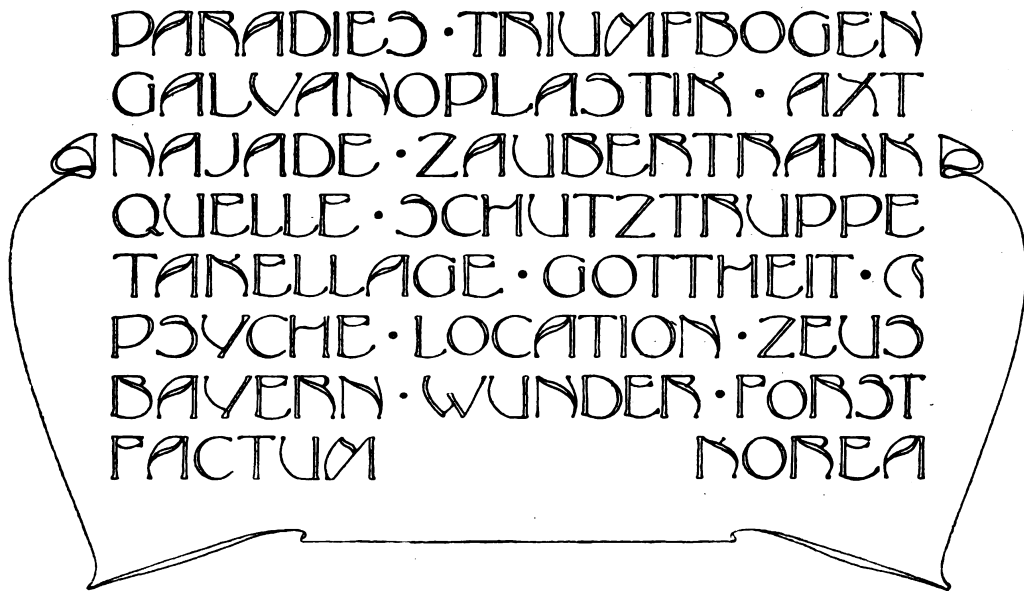 PARADIES · TRIUMFBOGEN
GALVANOPLASTIK · AXT
NAJADE · ZAUBERTRANK
QUELLE · SCHUTZTRUPPE
TAKELLAGE · GOTTHEIT ·
PSYCHE · LOCATION · ZEUS
BAYERN · WUNDER · FORST
FACTUM KOREA